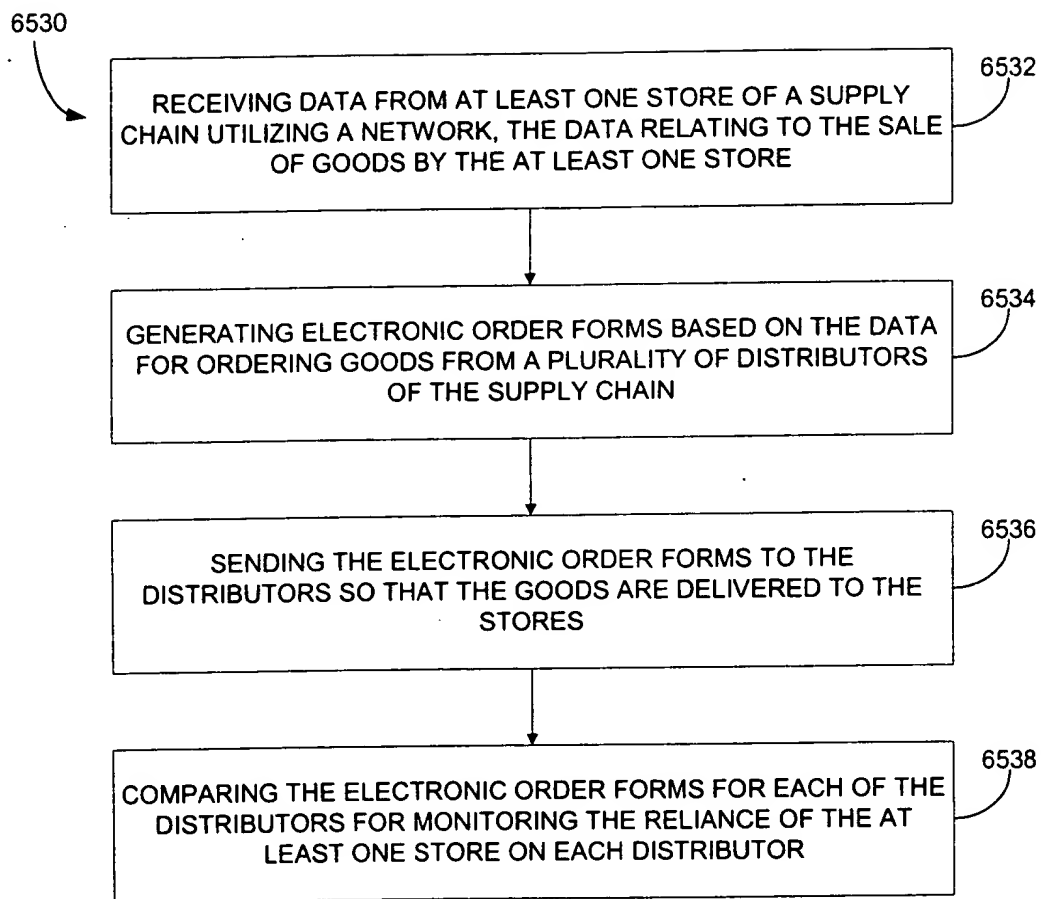 6530
6532
RECEIVING DATA FROM AT LEAST ONE STORE OF A SUPPLY
CHAIN UTILIZING A NETWORK, THE DATA RELATING TO THE SALE
OF GOODS BY THE AT LEAST ONE STORE
6534
GENERATING ELECTRONIC ORDER FORMS BASED ON THE DATA
FOR ORDERING GOODS FROM A PLURALITY OF DISTRIBUTORS
OF THE SUPPLY CHAIN
6536
SENDING THE ELECTRONIC ORDER FORMS TO THE
DISTRIBUTORS SO THAT THE GOODS ARE DELIVERED TO THE
STORES
6538
COMPARING THE ELECTRONIC ORDER FORMS FOR EACH OF THE
DISTRIBUTORS FOR MONITORING THE RELIANCE OF THE AT
LEAST ONE STORE ON EACH DISTRIBUTOR